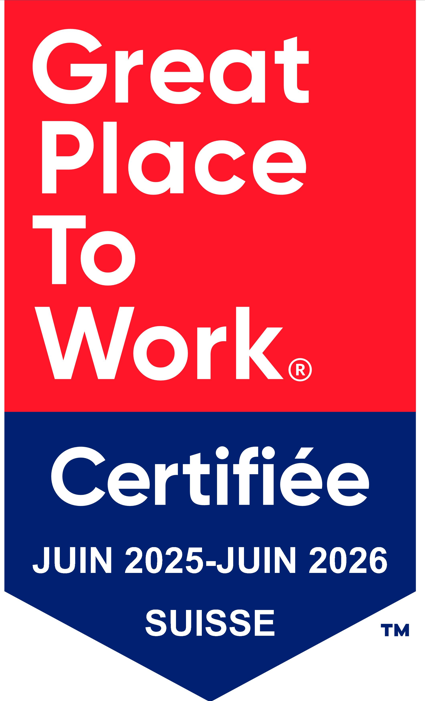 Great
Place
To
Work®
Certifiée
JUIN 2025-JUIN 2026
SUISSE
TM